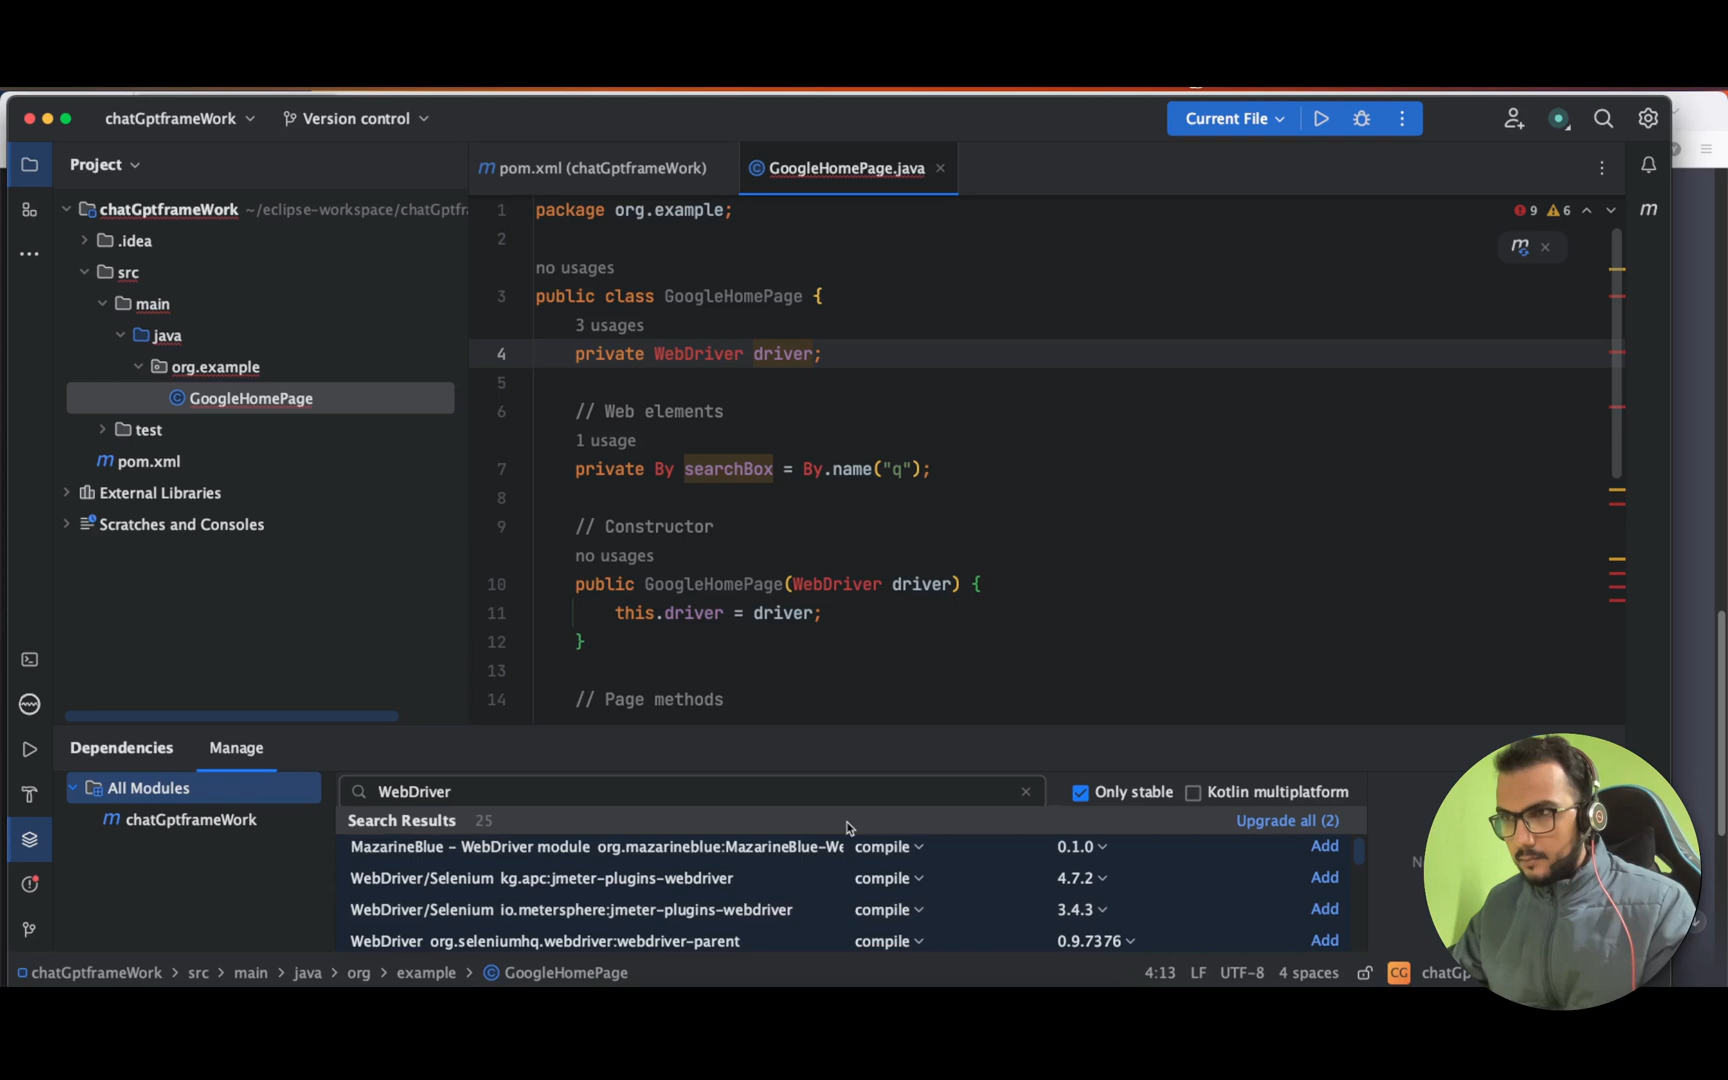 chatGptframeWork
Version control
Current File
Project
pom.xml (chatGptframeWork)
GoogleHomePage.java
chatGptframeWork ~/eclipse-workspace/chatGptfr
.idea
src
main
java
org.example
GoogleHomePage
test
pom.xml
External Libraries
Scratches and Consoles
9 6
1 package org.example;
2
no usages
3 public class GoogleHomePage {
3 usages
4 private WebDriver driver;
5
6 // Web elements
1 usage
7 private By searchBox = By.name("q");
8
9 // Constructor
no usages
10 public GoogleHomePage(WebDriver driver) {
11 this.driver = driver;
12 }
13
14 // Page methods
Dependencies Manage
All Modules
chatGptframeWork
WebDriver
Only stable Kotlin multiplatform
Search Results 25 Upgrade all (2)
MazarineBlue – WebDriver module org.mazarineblue:MazarineBlue-We compile 0.1.0 Add
WebDriver/Selenium kg.apc:jmeter-plugins-webdriver compile 4.7.2 Add
WebDriver/Selenium io.metersphere:jmeter-plugins-webdriver compile 3.4.3 Add
WebDriver org.seleniumhq.webdriver:webdriver-parent compile 0.9.7376 Add
chatGptframeWork > src > main > java > org > example > GoogleHomePage
4:13 LF UTF-8 4 spaces CG chatGp